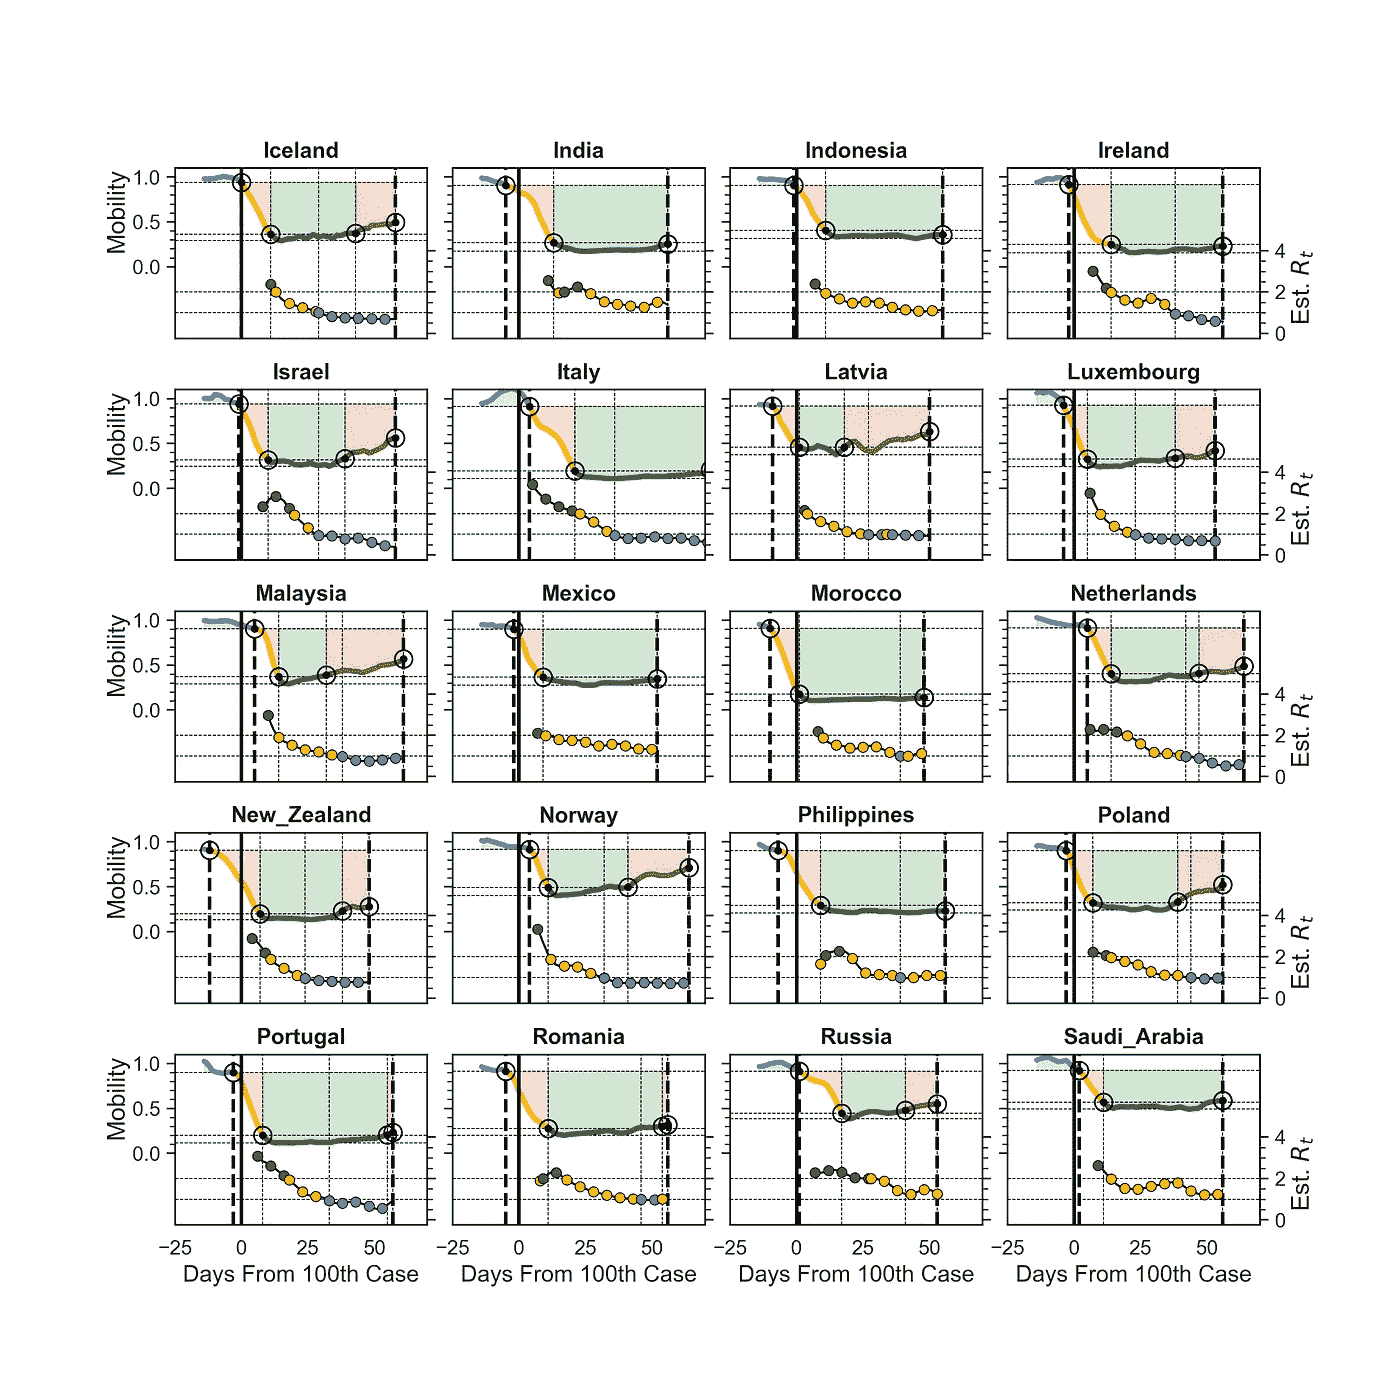 Iceland India Indonesia Ireland
Mobility
1.0
0.5
0.0
4
2
0
Est. Rt
Israel Italy Latvia Luxembourg
Mobility
1.0
0.5
0.0
4
2
0
Est. Rt
Malaysia Mexico Morocco Netherlands
Mobility
1.0
0.5
0.0
4
2
0
Est. Rt
New_Zealand Norway Philippines Poland
Mobility
1.0
0.5
0.0
4
2
0
Est. Rt
Portugal Romania Russia Saudi_Arabia
Mobility
1.0
0.5
0.0
4
2
0
Est. Rt
−25 0 25 50 −25 0 25 50 −25 0 25 50 −25 0 25 50
Days From 100th Case Days From 100th Case Days From 100th Case Days From 100th Case